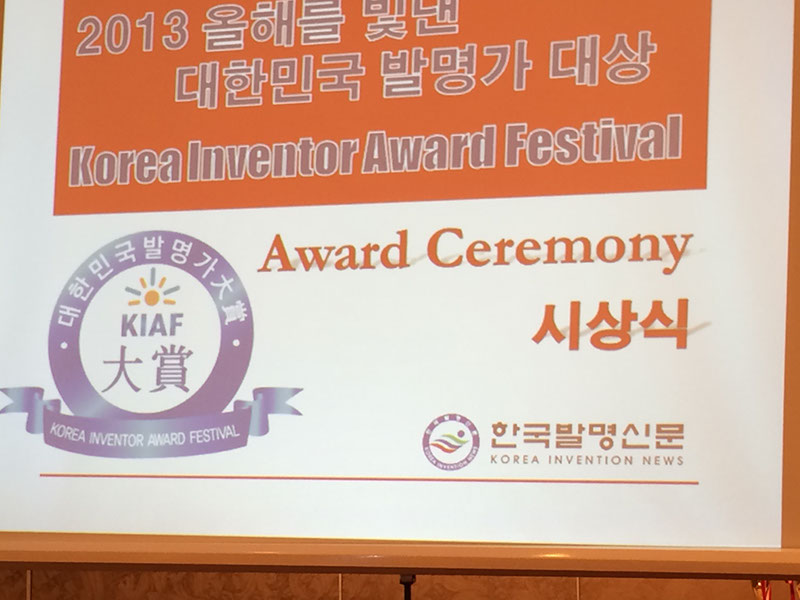 2013 올해를 빛낸
대한민국 발명가 대상
Korea Inventor Award Festival
Award Ceremony
시상식
대한민국발명가大賞
KIAF
大賞
KOREA INVENTOR AWARD FESTIVAL
한국발명신문
KOREA INVENTION NEWS